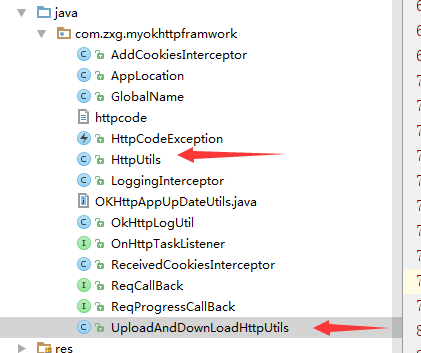 java
com.zxg.myokhttpframwork
AddCookiesInterceptor
AppLocation
GlobalName
httpcode
HttpCodeException
HttpUtils
LoggingInterceptor
OKHttpAppUpDateUtils.java
OkHttpLogUtil
OnHttpTaskListener
ReceivedCookiesInterceptor
ReqCallBack
ReqProgressCallBack
UploadAndDownLoadHttpUtils
res